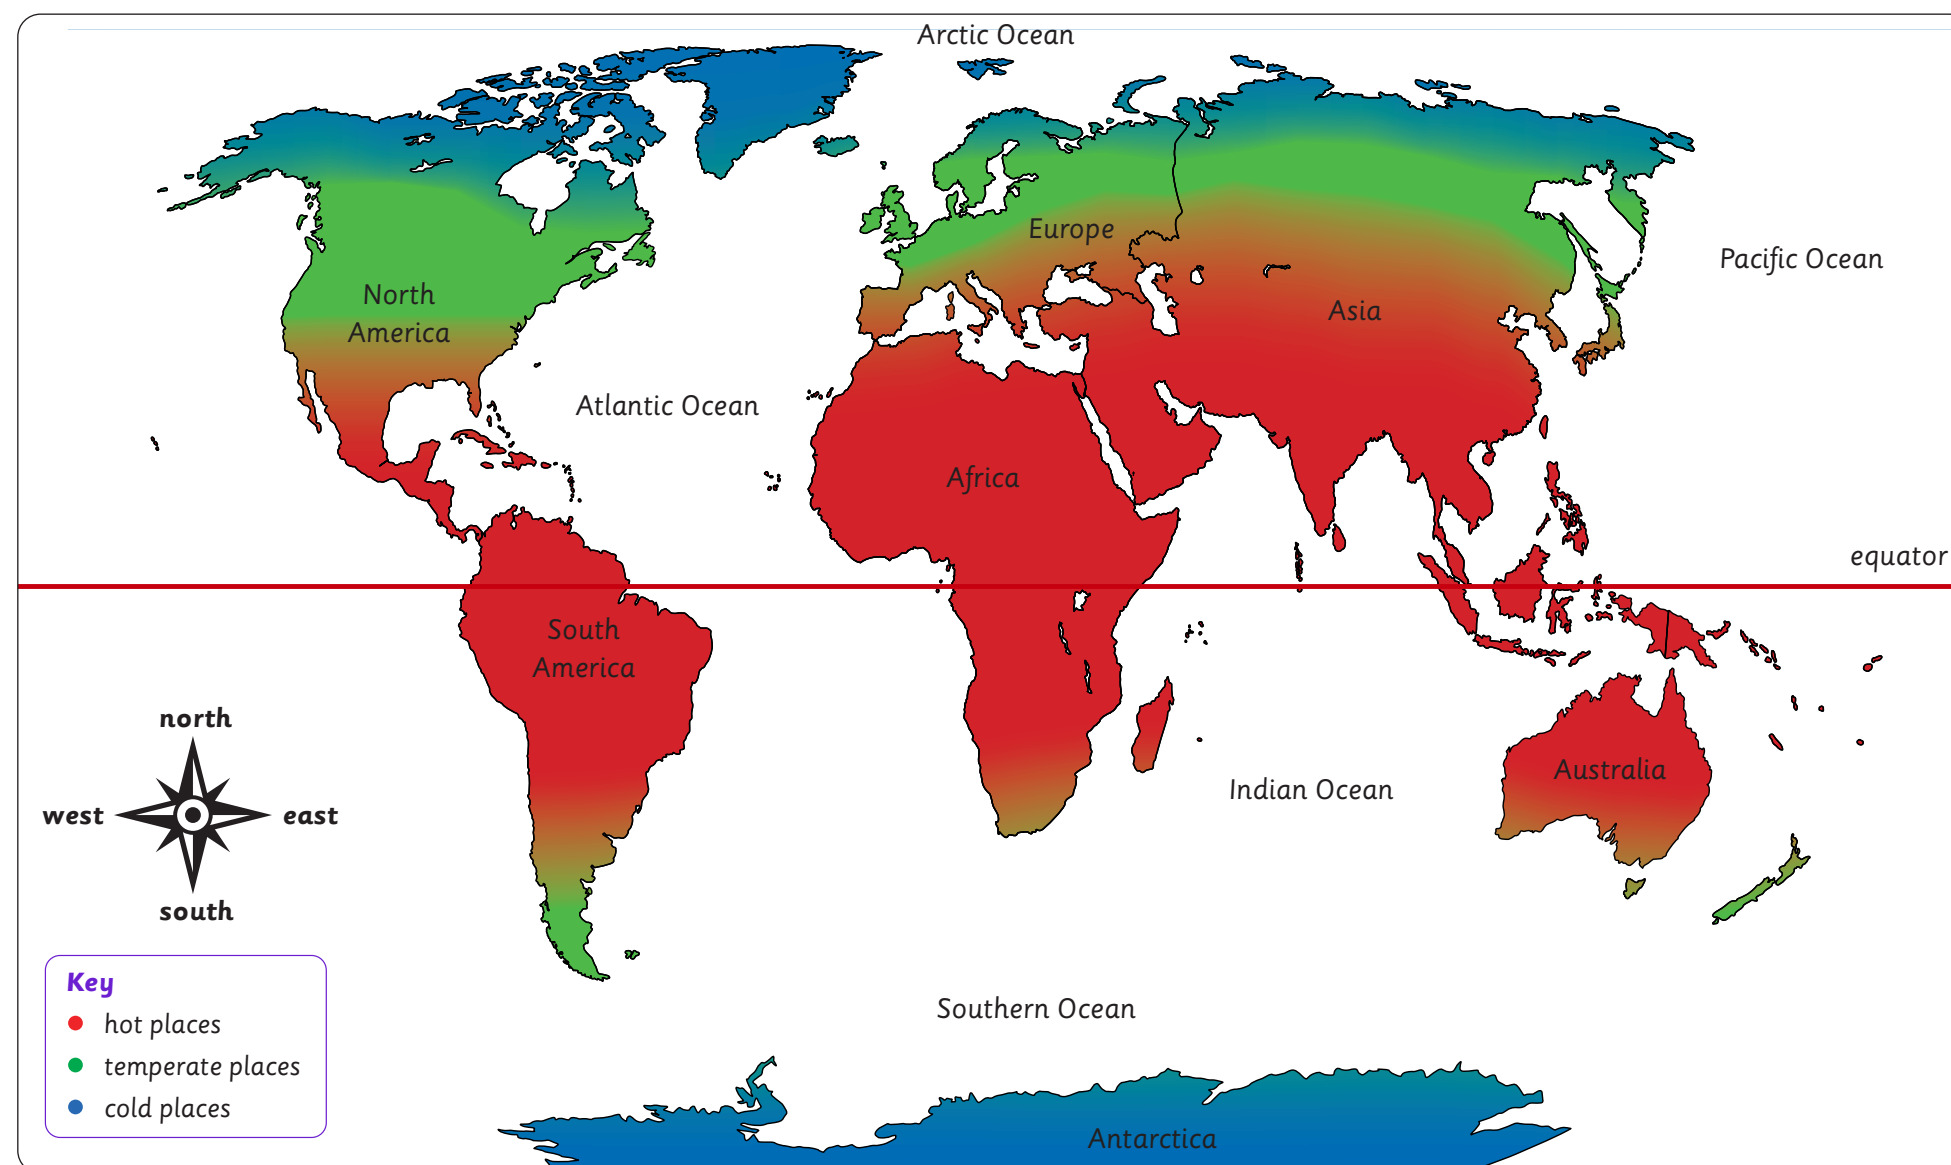 Arctic Ocean
Europe
Pacific Ocean
North
America
Asia
Atlantic Ocean
Africa
equator
South
America
north
west
east
south
Australia
Indian Ocean
Key
hot places
temperate places
cold places
Southern Ocean
Antarctica